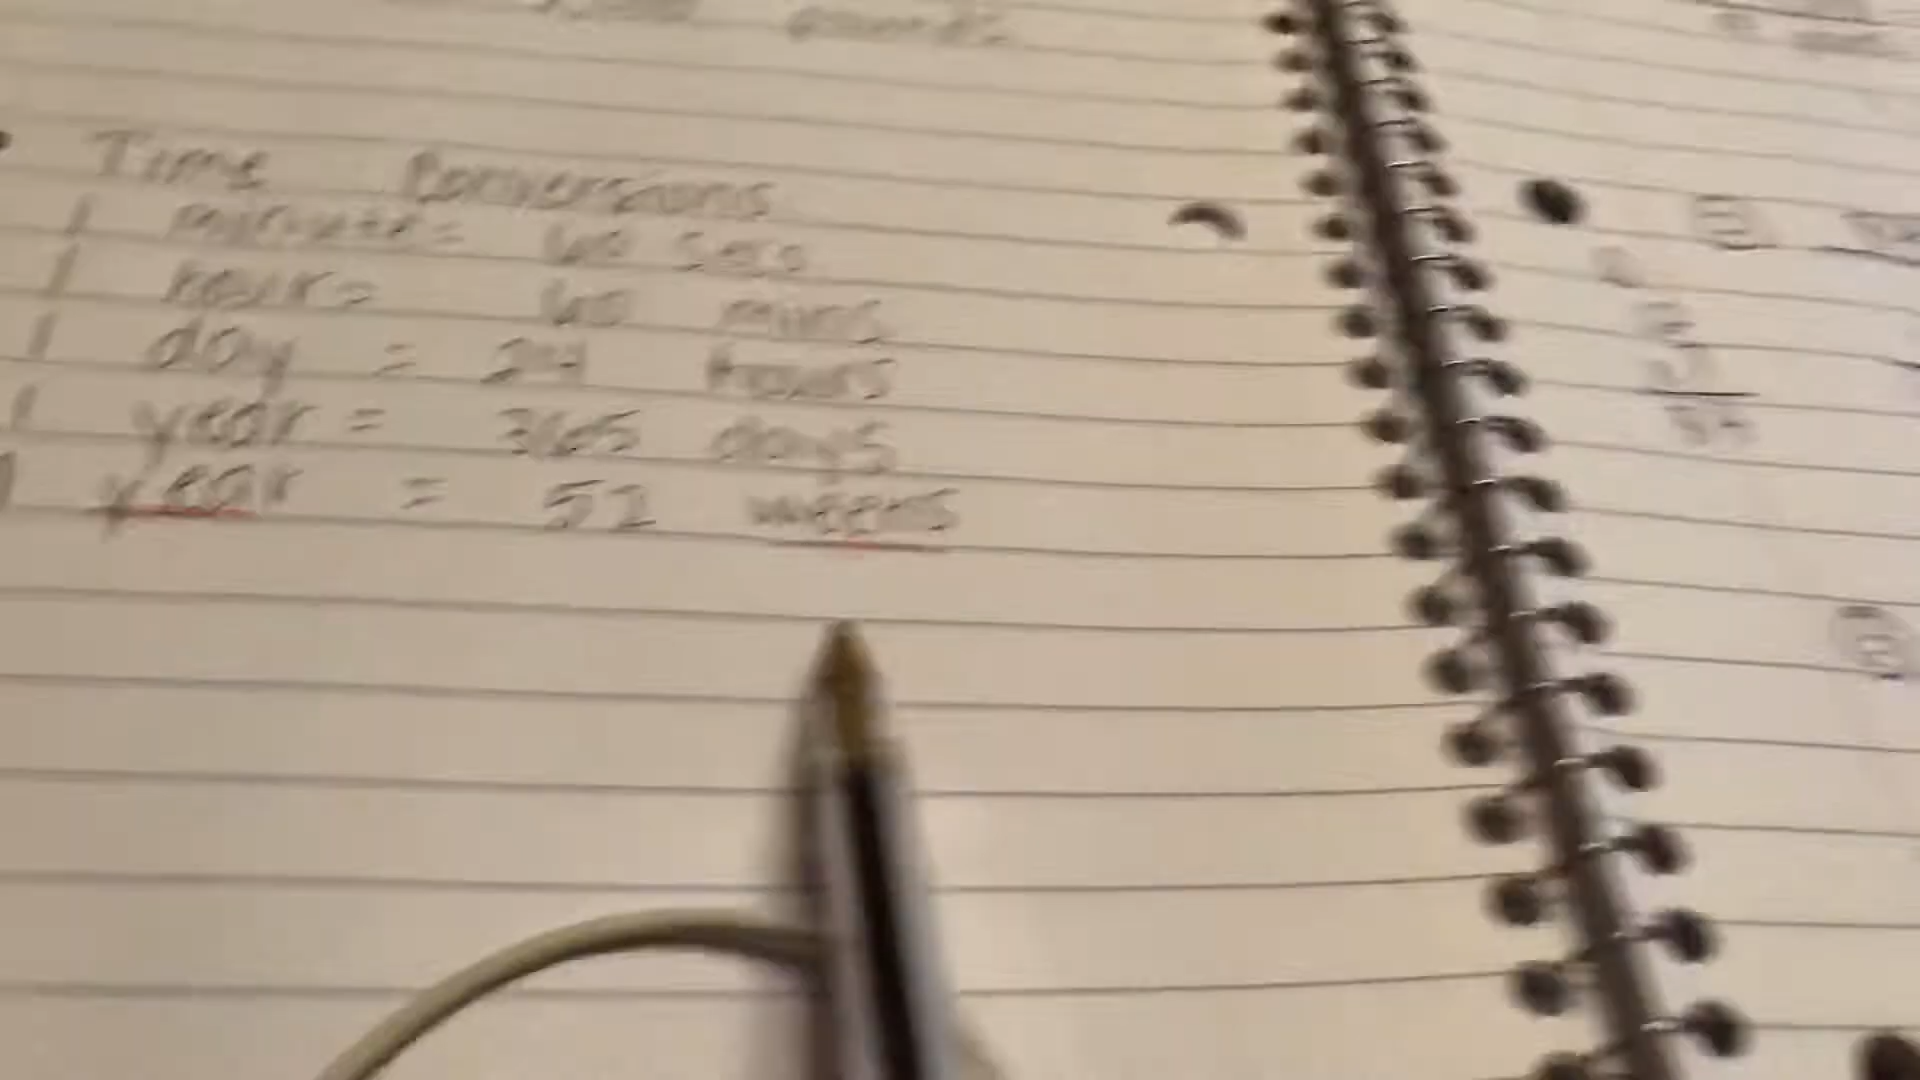 Time Conversions
1 minute = 60 secs
1 hour = 60 mins
1 day = 24 hours
1 year = 365 days
1 year = 52 weeks